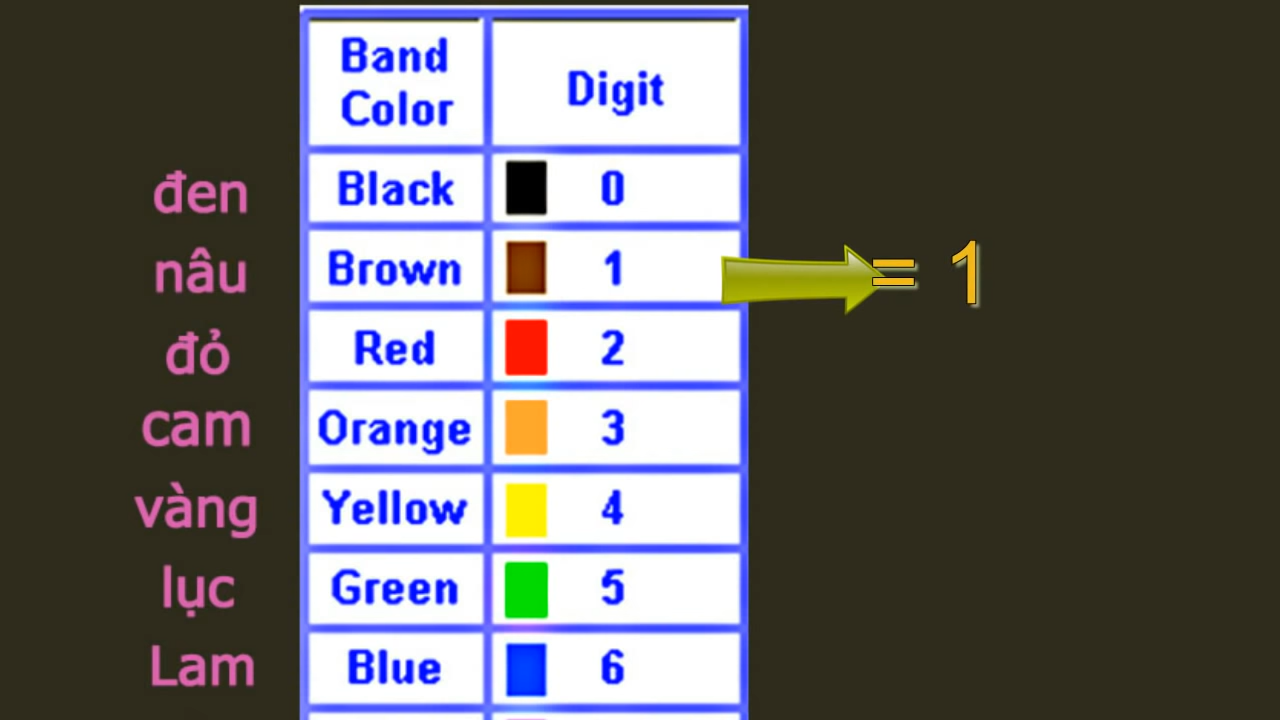 Band Color Digit
đen Black 0
nâu Brown 1 = 1
đỏ Red 2
cam Orange 3
vàng Yellow 4
lục Green 5
Lam Blue 6